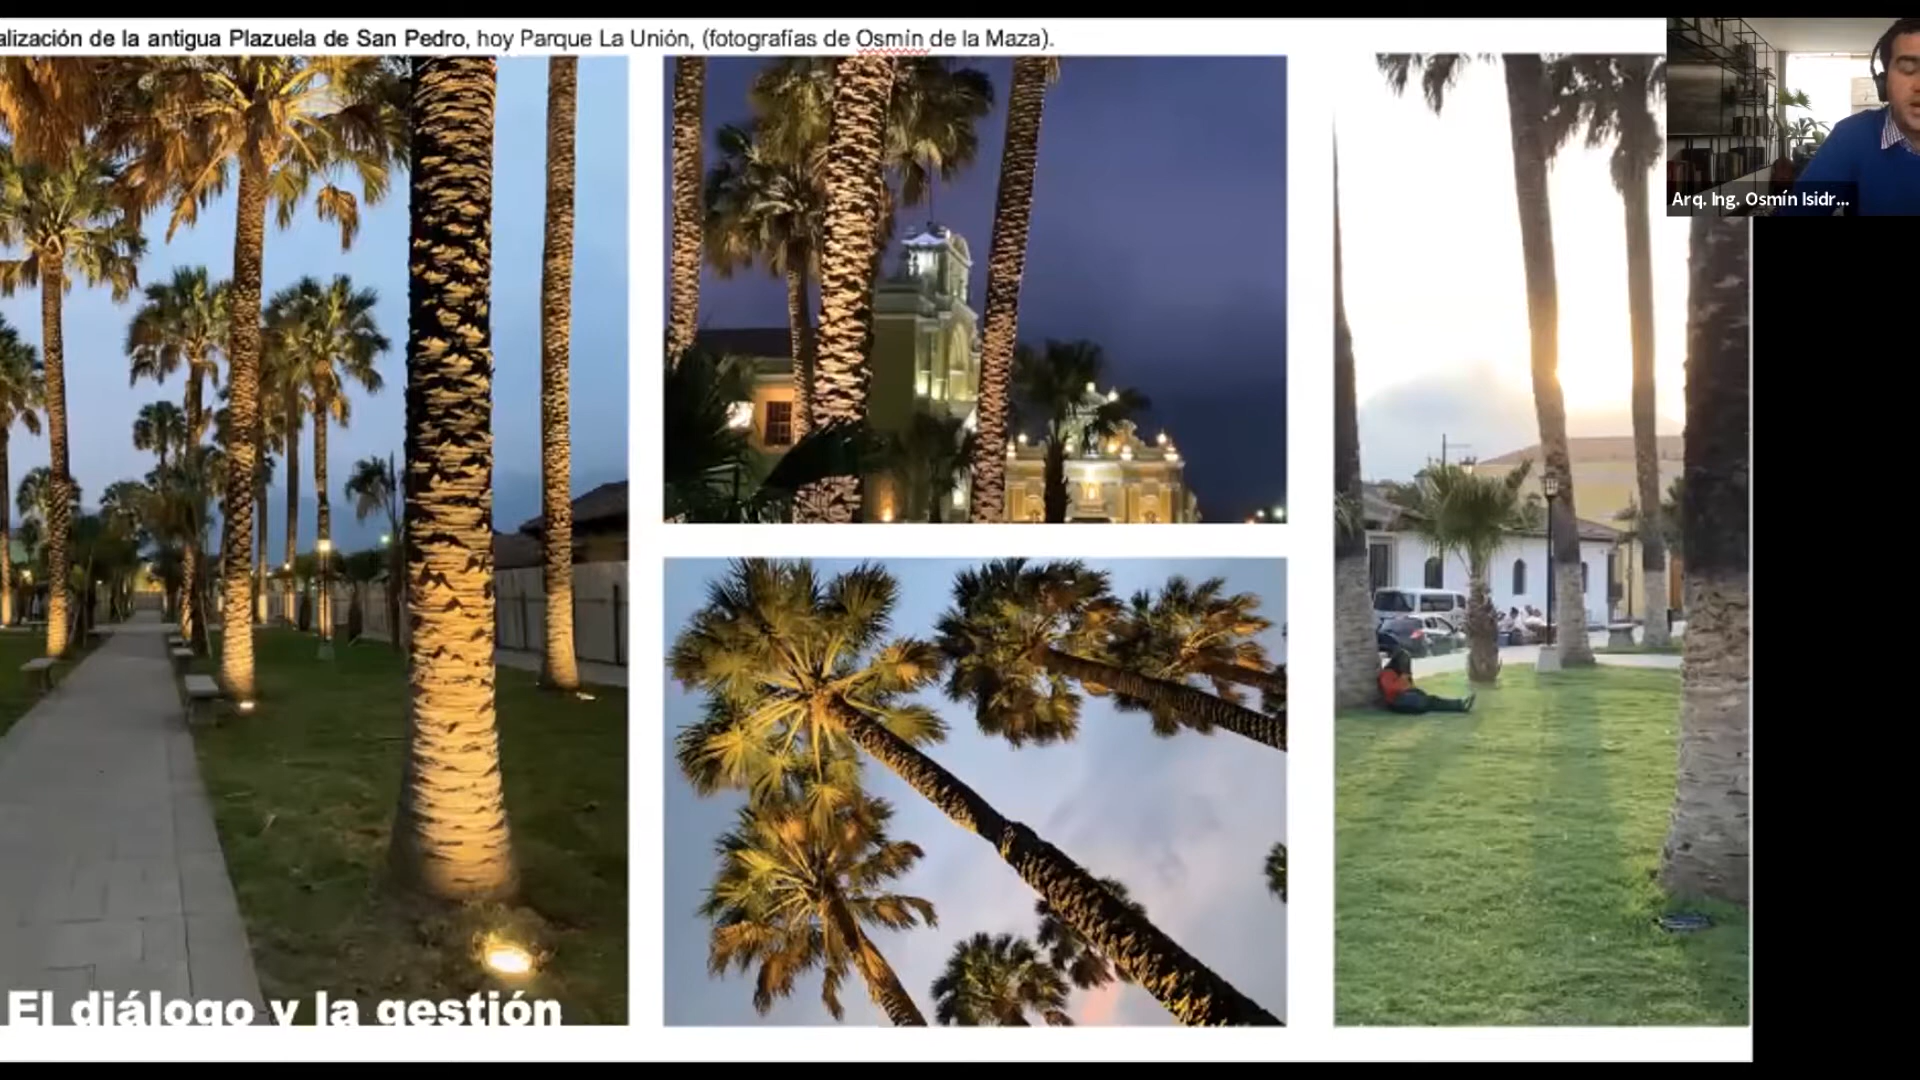 alización de la antigua Plazuela de San Pedro, hoy Parque La Unión, (fotografías de Osmín de la Maza).
Arq. Ing. Osmín Isidr...
El diálogo y la gestión